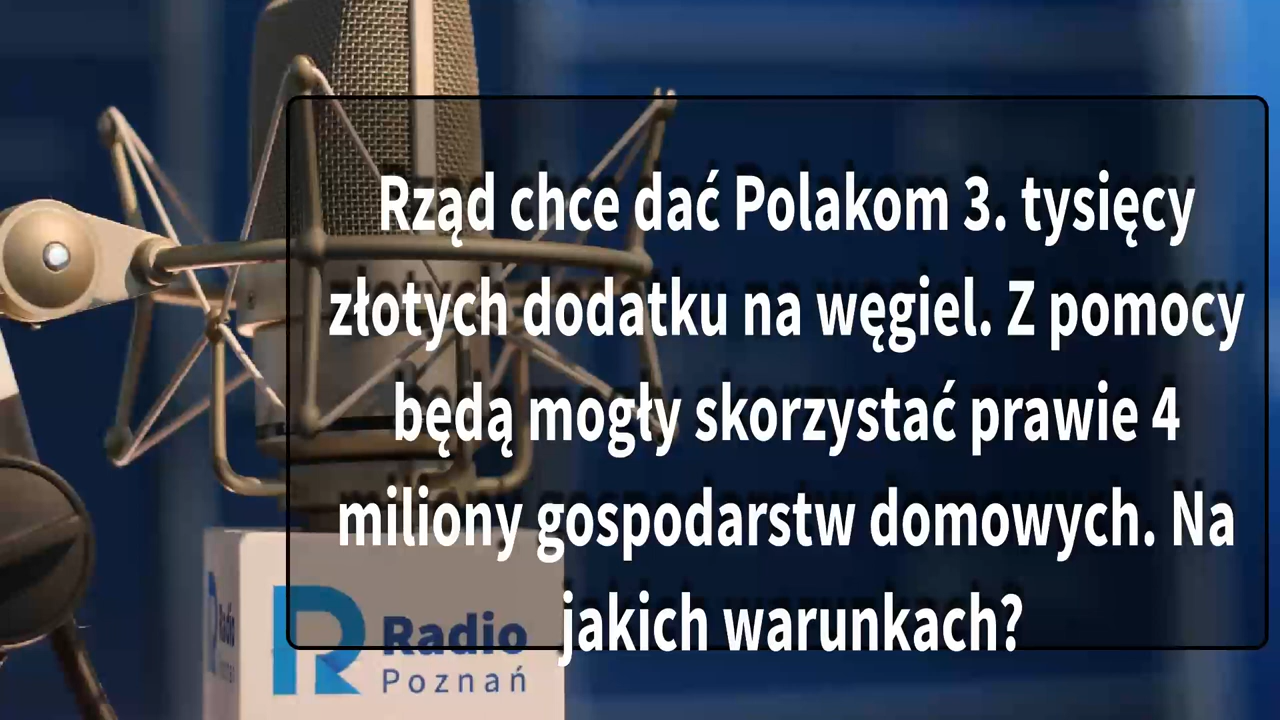 Rząd chce dać Polakom 3. tysięcy
złotych dodatku na węgiel. Z pomocy
będą mogły skorzystać prawie 4
miliony gospodarstw domowych. Na
jakich warunkach?
Radio
Poznań